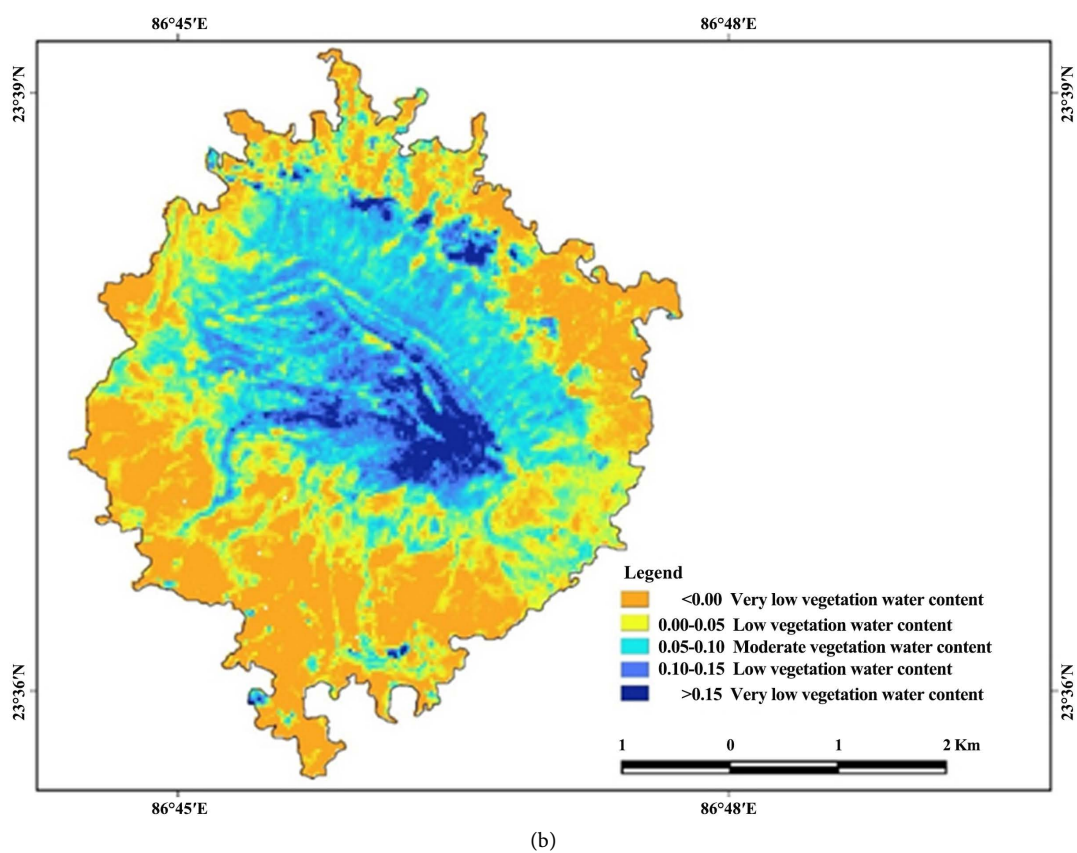 86°45′E 86°48′E
23°39′N 23°39′N
Legend
<0.00 Very low vegetation water content
0.00-0.05 Low vegetation water content
0.05-0.10 Moderate vegetation water content
0.10-0.15 Low vegetation water content
>0.15 Very low vegetation water content
23°36′N 23°36′N
1 0 1 2 Km
86°45′E 86°48′E
(b)